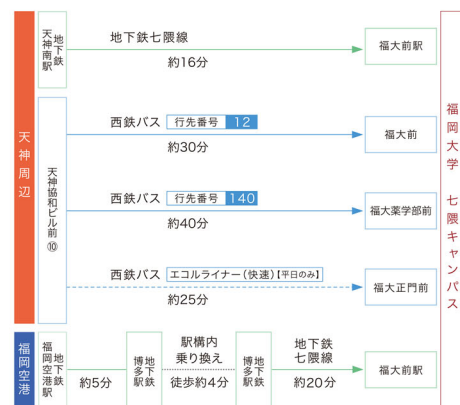 天神周辺
地下鉄
天神南駅
地下鉄七隈線
約16分
福大前駅
天神協和ビル前⑩
西鉄バス 行先番号 12
約30分
福大前
西鉄バス 行先番号 140
約40分
福大薬学部前
西鉄バス エコルライナー(快速)【平日のみ】
約25分
福大正門前
福岡空港
地下鉄
福岡空港駅
約5分
地下鉄
博多駅
駅構内
乗り換え
徒歩約4分
地下鉄
博多駅
地下鉄
七隈線
約20分
福大前駅
福岡大学 七隈キャンパス